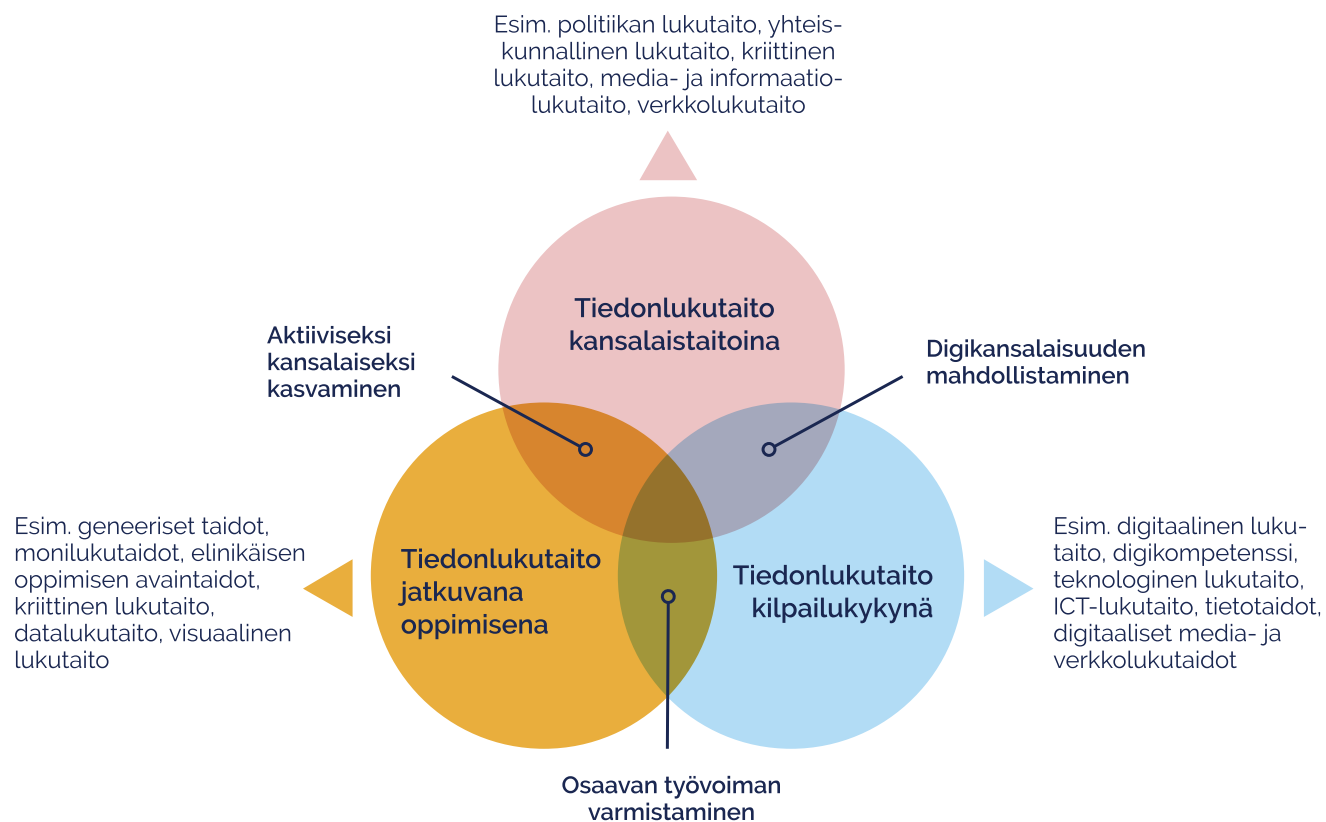 Esim. politiikan lukutaito, yhteis-
kunnallinen lukutaito, kriittinen
lukutaito, media- ja informaatio-
lukutaito, verkkolukutaito
Tiedonlukutaito
kansalaistaitoina
Aktiiviseksi
kansalaiseksi
kasvaminen
Digikansalaisuuden
mahdollistaminen
Esim. geneeriset taidot,
monilukutaidot, elinikäisen
oppimisen avaintaidot,
kriittinen lukutaito,
datalukutaito, visuaalinen
lukutaito
Tiedonlukutaito
jatkuvana
oppimisena
Tiedonlukutaito
kilpailukykynä
Esim. digitaalinen luku-
taito, digikompetenssi,
teknologinen lukutaito,
ICT-lukutaito, tietotaidot,
digitaaliset media- ja
verkkolukutaidot
Osaavan työvoiman
varmistaminen